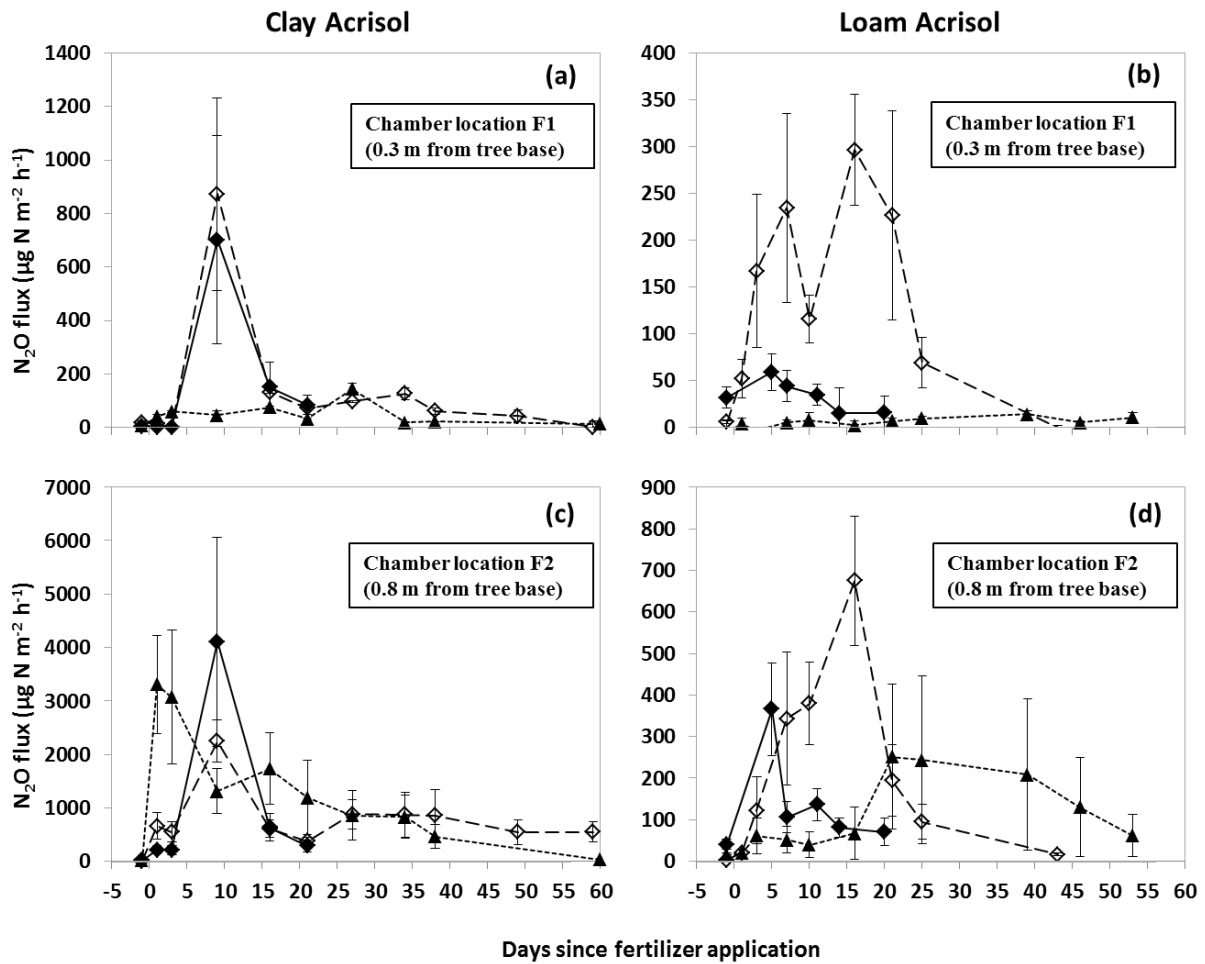 Clay Acrisol
Loam Acrisol
N₂O flux (µg N m⁻² h⁻¹)
1400
1200
1000
800
600
400
200
0
(a)
Chamber location F1
(0.3 m from tree base)
400
350
300
250
200
150
100
50
0
(b)
Chamber location F1
(0.3 m from tree base)
N₂O flux (µg N m⁻² h⁻¹)
7000
6000
5000
4000
3000
2000
1000
0
(c)
Chamber location F2
(0.8 m from tree base)
-5 0 5 10 15 20 25 30 35 40 45 50 55 60
900
800
700
600
500
400
300
200
100
0
(d)
Chamber location F2
(0.8 m from tree base)
-5 0 5 10 15 20 25 30 35 40 45 50 55 60
Days since fertilizer application